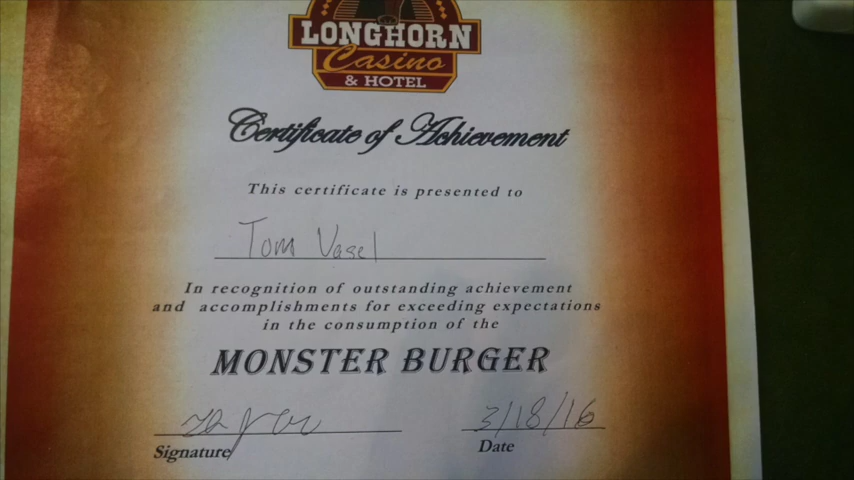 LONGHORN
Casino
& HOTEL
Certificate of Achievement
This certificate is presented to
Tom Vasel
In recognition of outstanding achievement
and accomplishments for exceeding expectations
in the consumption of the
MONSTER BURGER
3/18/16
Signature
Date